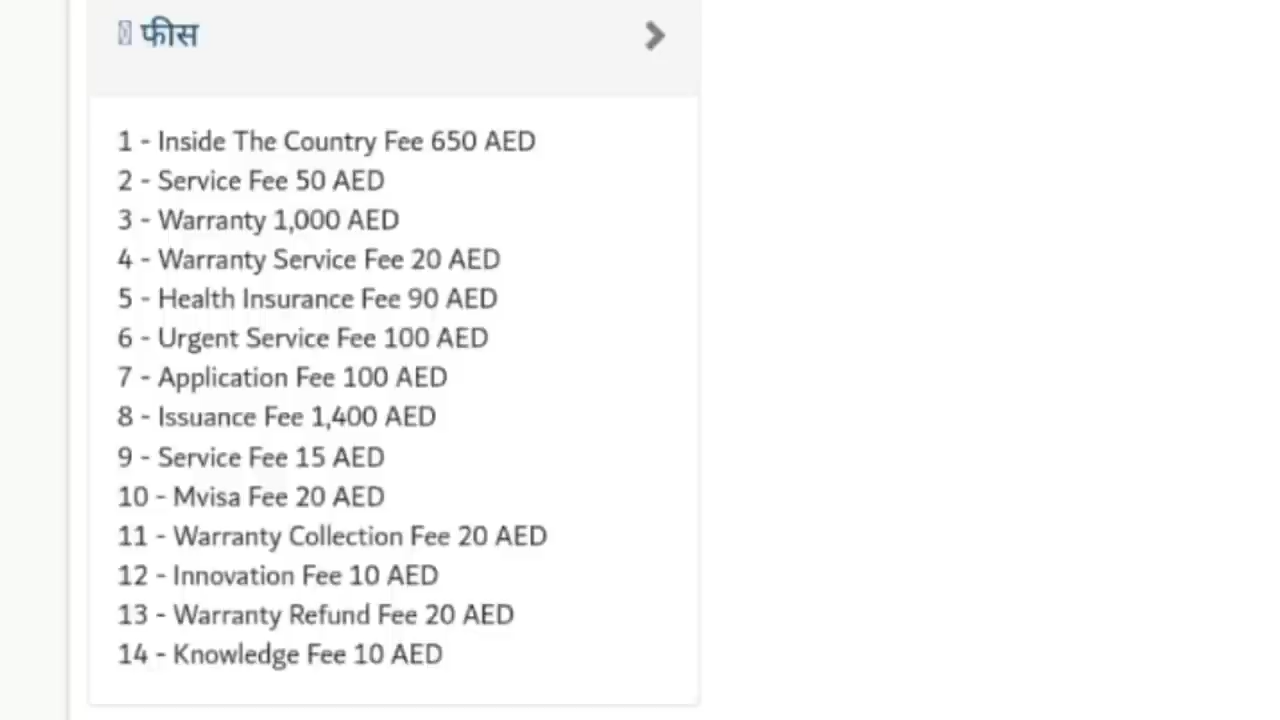 फीस
1 - Inside The Country Fee 650 AED
2 - Service Fee 50 AED
3 - Warranty 1,000 AED
4 - Warranty Service Fee 20 AED
5 - Health Insurance Fee 90 AED
6 - Urgent Service Fee 100 AED
7 - Application Fee 100 AED
8 - Issuance Fee 1,400 AED
9 - Service Fee 15 AED
10 - Mvisa Fee 20 AED
11 - Warranty Collection Fee 20 AED
12 - Innovation Fee 10 AED
13 - Warranty Refund Fee 20 AED
14 - Knowledge Fee 10 AED